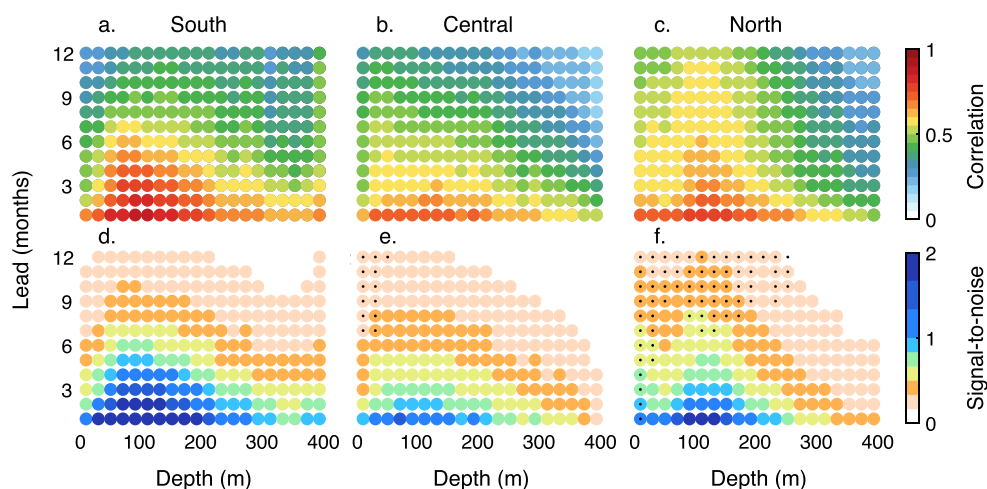 a. South
b. Central
c. North
12
9
6
3
Lead (months)
1
0.5
0
Correlation
d.
e.
f.
12
9
6
3
2
1
0
Signal-to-noise
0 100 200 300 400
0 100 200 300 400
0 100 200 300 400
Depth (m)
Depth (m)
Depth (m)